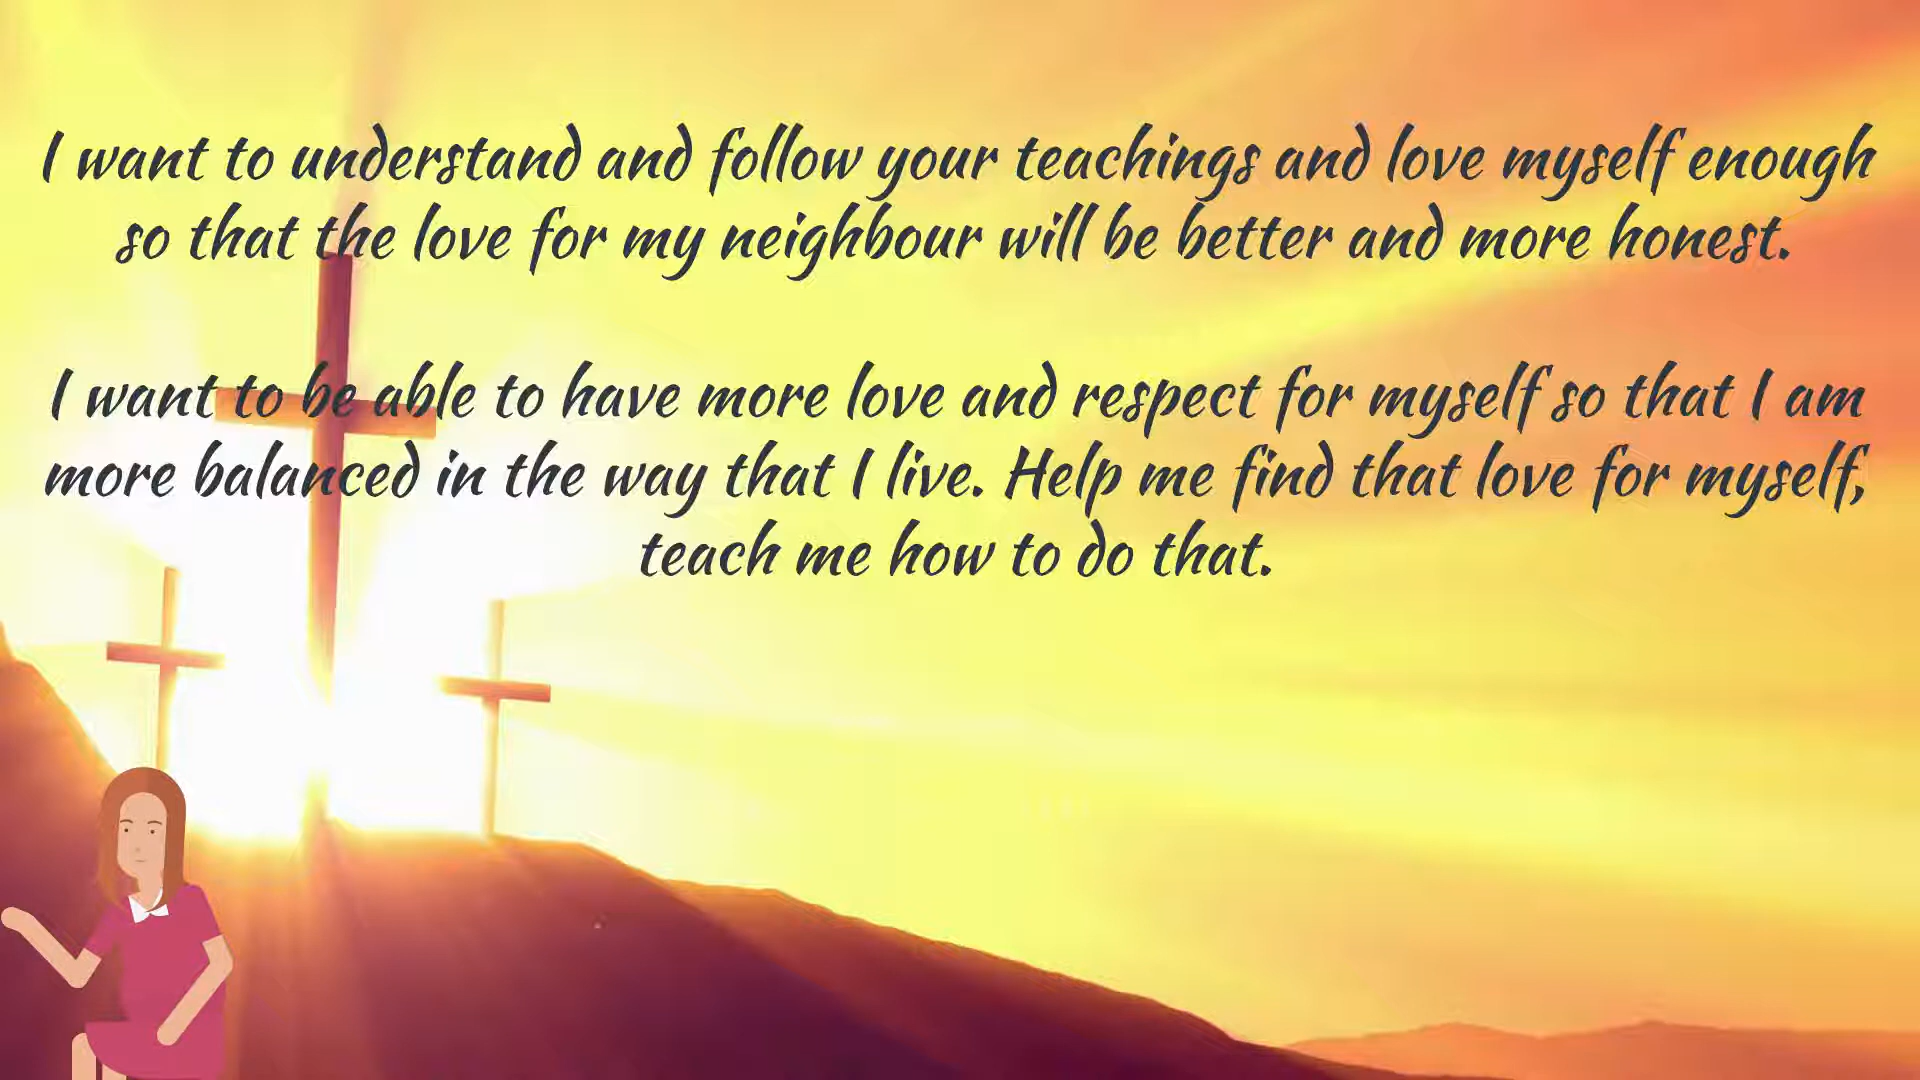 I want to understand and follow your teachings and love myself enough
so that the love for my neighbour will be better and more honest.
I want to be able to have more love and respect for myself so that I am
more balanced in the way that I live. Help me find that love for myself,
teach me how to do that.